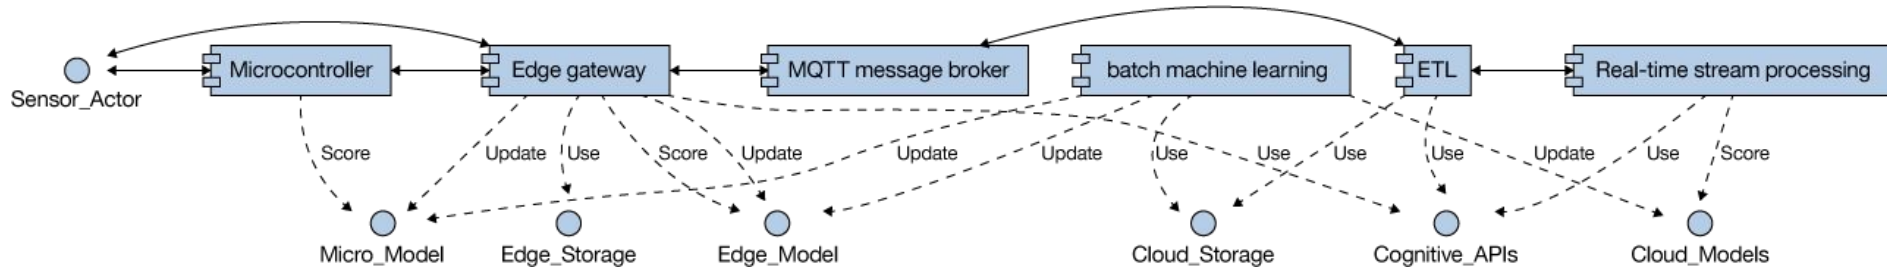 Microcontroller
Edge gateway
MQTT message broker
batch machine learning
ETL
Real-time stream processing
Sensor_Actor
Score
Update
Use
Score
Update
Update
Update
Use
Use
Use
Use
Update
Use
Score
Micro_Model
Edge_Storage
Edge_Model
Cloud_Storage
Cognitive_APIs
Cloud_Models